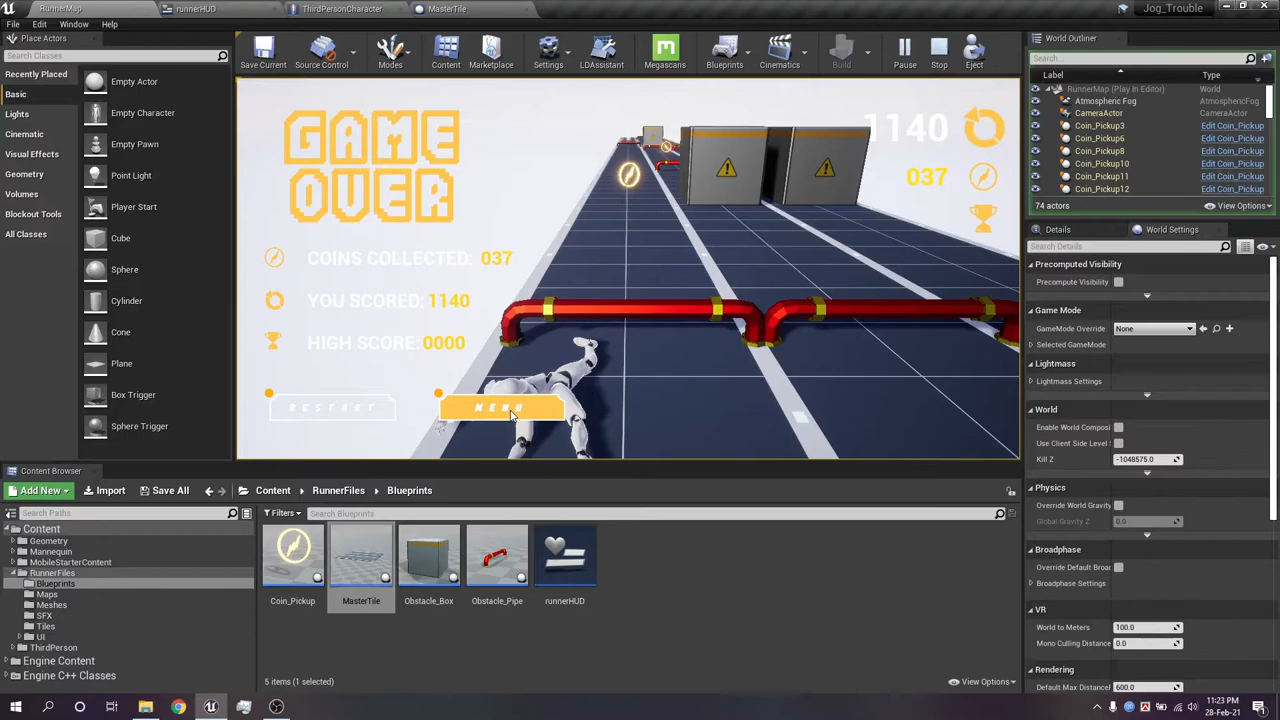 RunnerMap
runnerHUD
ThirdPersonCharacter
MasterTile
Jog_Trouble
File Edit Window Help
Place Actors
Search Classes
Recently Placed
Basic
Lights
Cinematic
Visual Effects
Geometry
Volumes
Blockout Tools
All Classes
Empty Actor
Empty Character
Empty Pawn
Point Light
Player Start
Cube
Sphere
Cylinder
Cone
Plane
Box Trigger
Sphere Trigger
Save Current
Source Control
Modes
Content
Marketplace
Settings
LDAssistant
Megascans
Blueprints
Cinematics
Build
Pause
Stop
Eject
GAME
OVER
COINS COLLECTED: 037
YOU SCORED: 1140
HIGH SCORE: 0000
RESTART
MENU
1140
037
World Outliner
Search...
Label Type
RunnerMap (Play In Editor) World
Atmospheric Fog AtmosphericFog
CameraActor CameraActor
Coin_Pickup3 Edit Coin_Pickup
Coin_Pickup8 Edit Coin_Pickup
Coin_Pickup9 Edit Coin_Pickup
Coin_Pickup10 Edit Coin_Pickup
Coin_Pickup11 Edit Coin_Pickup
Coin_Pickup12 Edit Coin_Pickup
74 actors View Options
Details World Settings
Search Details
Precomputed Visibility
Precompute Visibility
Game Mode
GameMode Override None
Selected GameMode
Lightmass
Lightmass Settings
World
Enable World Composi
Use Client Side Level S
Kill Z -1048575.0
Physics
Override World Gravity
Global Gravity Z 0.0
Broadphase
Override Default Broad
Broadphase Settings
VR
World to Meters 100.0
Mono Culling Distance 0.0
Rendering
Default Max DistanceF 600.0
Content Browser
Add New Import Save All Content RunnerFiles Blueprints
Search Paths
Filters Search Blueprints
Content
Geometry
Mannequin
MobileStarterContent
RunnerFiles
Blueprints
Maps
Meshes
SFX
Tiles
UI
ThirdPerson
Engine Content
Engine C++ Classes
Coin_Pickup
MasterTile
Obstacle_Box
Obstacle_Pipe
runnerHUD
5 items (1 selected) View Options
11:23 PM
28-Feb-21